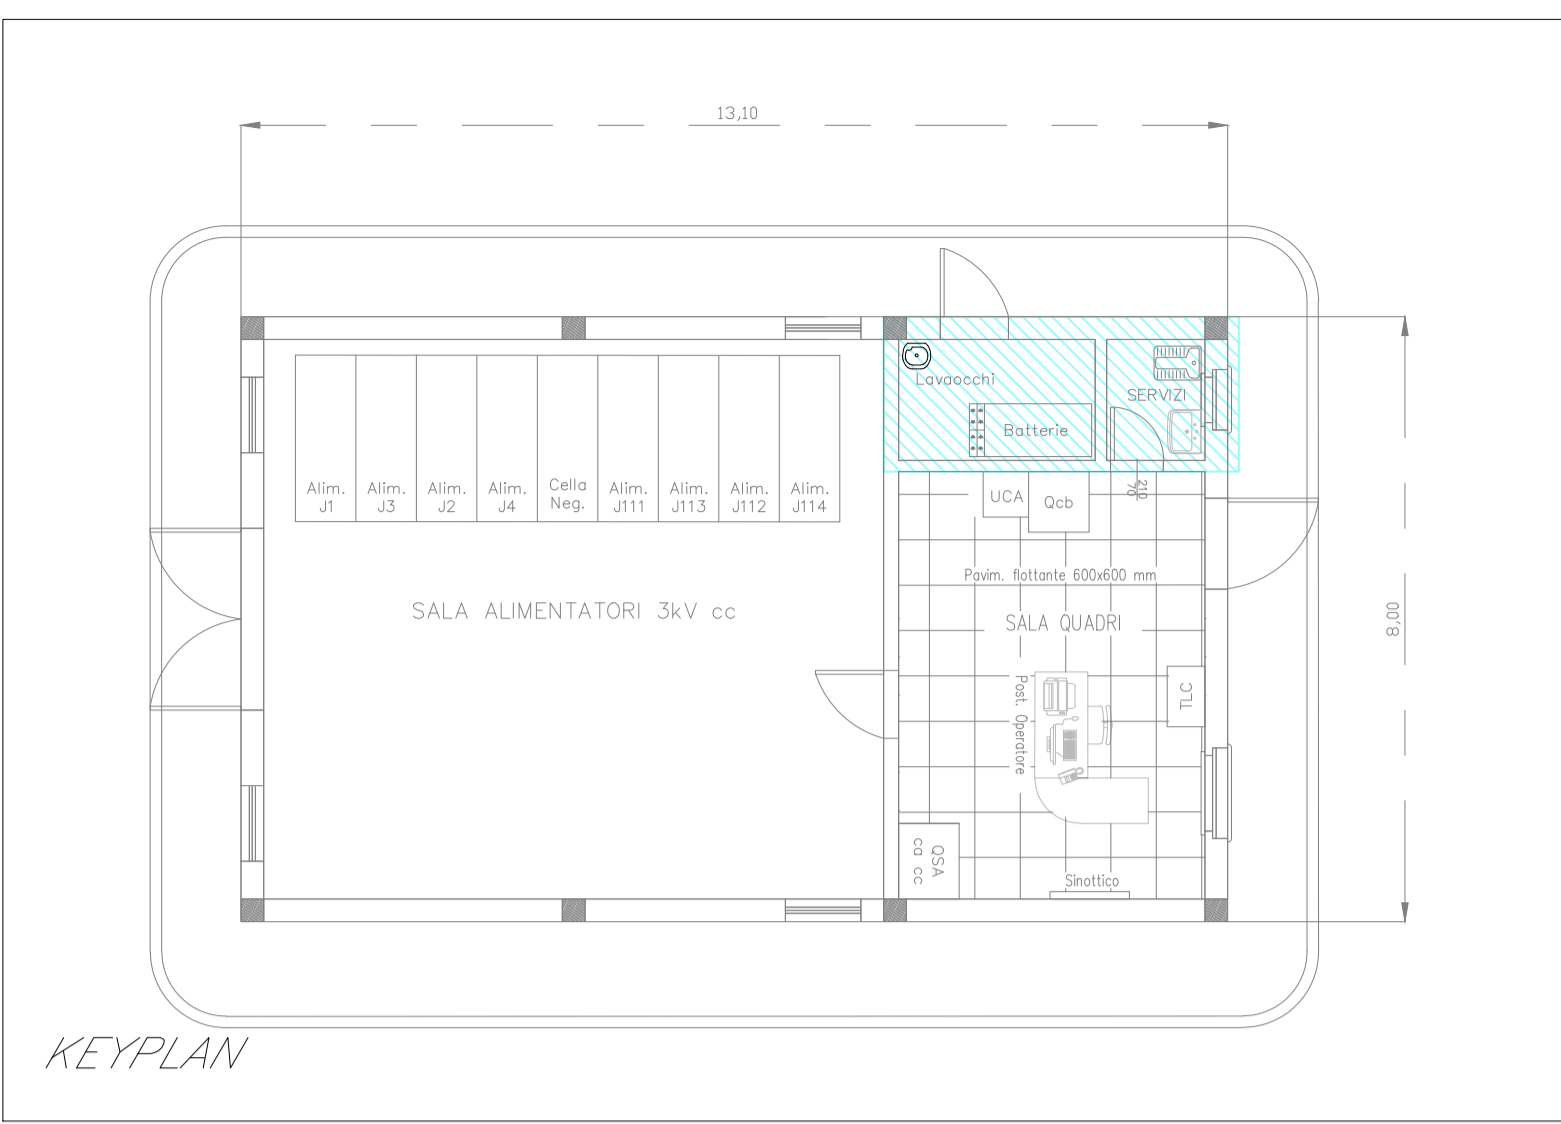 13,10
Lavaocchi
SERVIZI
Batterie
210
70
Alim.
J1
Alim.
J3
Alim.
J2
Alim.
J4
Cella
Neg.
Alim.
J111
Alim.
J113
Alim.
J112
Alim.
J114
UCA
Qcb
Pavim. flottante 600x600 mm
SALA ALIMENTATORI 3kV cc
SALA QUADRI
8,00
Post. Operatore
TLC
QSA
ca cc
Sinottico
KEYPLAN